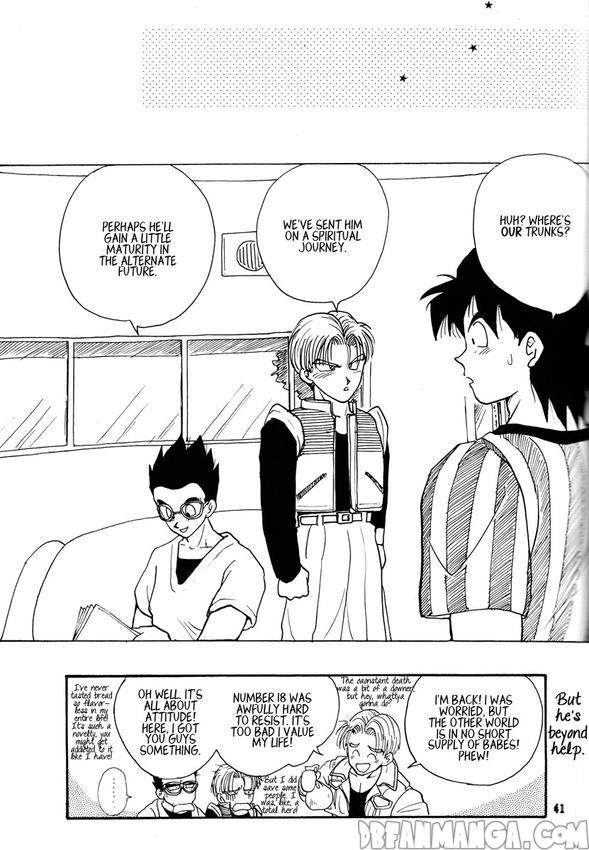 HUH? WHERE'S
OUR TRUNKS?
WE'VE SENT HIM
ON A SPIRITUAL
JOURNEY.
PERHAPS HE'LL
GAIN A LITTLE
MATURITY IN
THE ALTERNATE
FUTURE.
I'M BACK! I WAS
WORRIED, BUT
THE OTHER WORLD
IS IN NO SHORT
SUPPLY OF BABES!
PHEW!
The constant death
was a bit of a downer,
but hey, whattya
gonna do?
NUMBER 18 WAS
AWFULLY HARD
TO RESIST. IT'S
TOO BAD I VALUE
MY LIFE!
But I did
save some
people. I
was, like, a
total hero
OH WELL. IT'S
ALL ABOUT
ATTITUDE!
HERE, I GOT
YOU GUYS
SOMETHING.
I've never
tasted bread
so flavor-
less in my
entire life!
It's such a
novelty, you
might get
addicted to it
like I have!
......
But
he's
beyond
help.
41
DBFANMANGA.COM